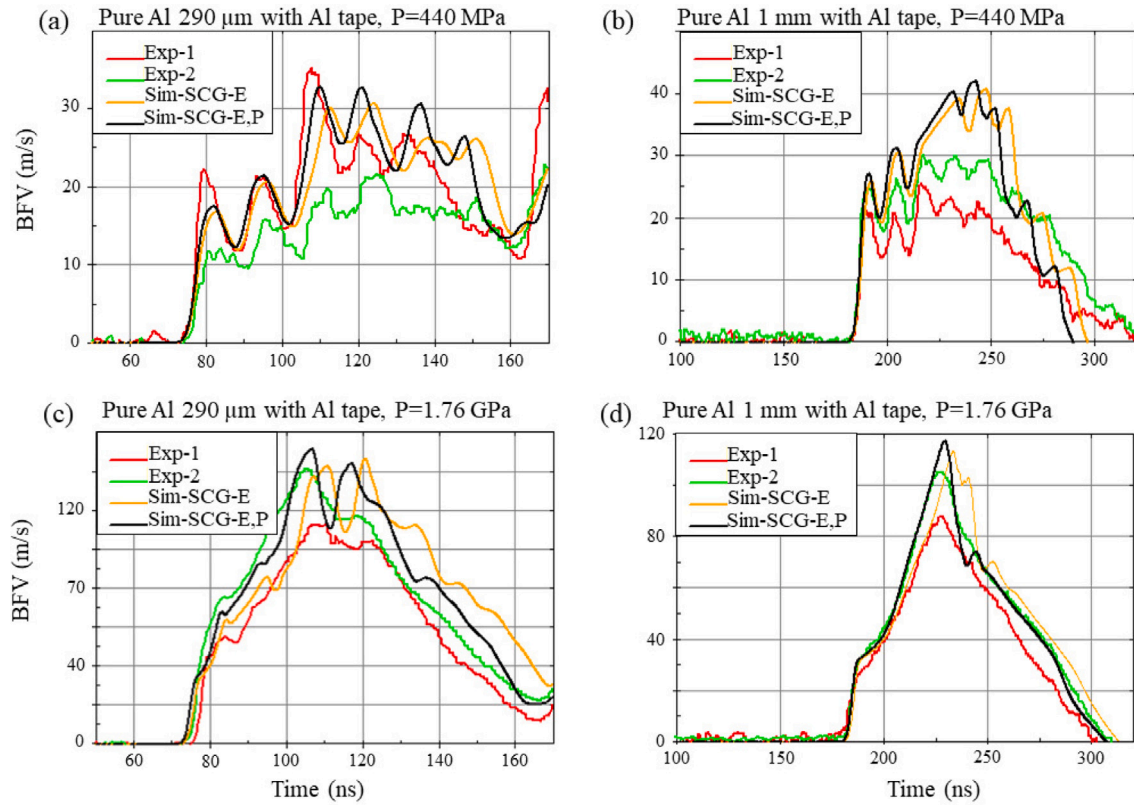 (a) Pure Al 290 µm with Al tape, P=440 MPa
Exp-1
Exp-2
Sim-SCG-E
Sim-SCG-E,P
30
20
10
0
BFV (m/s)
60 80 100 120 140 160
(b) Pure Al 1 mm with Al tape, P=440 MPa
Exp-1
Exp-2
Sim-SCG-E
Sim-SCG-E,P
40
30
20
10
0
100 150 200 250 300
(c) Pure Al 290 µm with Al tape, P=1.76 GPa
Exp-1
Exp-2
Sim-SCG-E
Sim-SCG-E,P
120
70
40
0
BFV (m/s)
60 80 100 120 140 160
Time (ns)
(d) Pure Al 1 mm with Al tape, P=1.76 GPa
Exp-1
Exp-2
Sim-SCG-E
Sim-SCG-E,P
120
80
40
0
100 150 200 250 300
Time (ns)